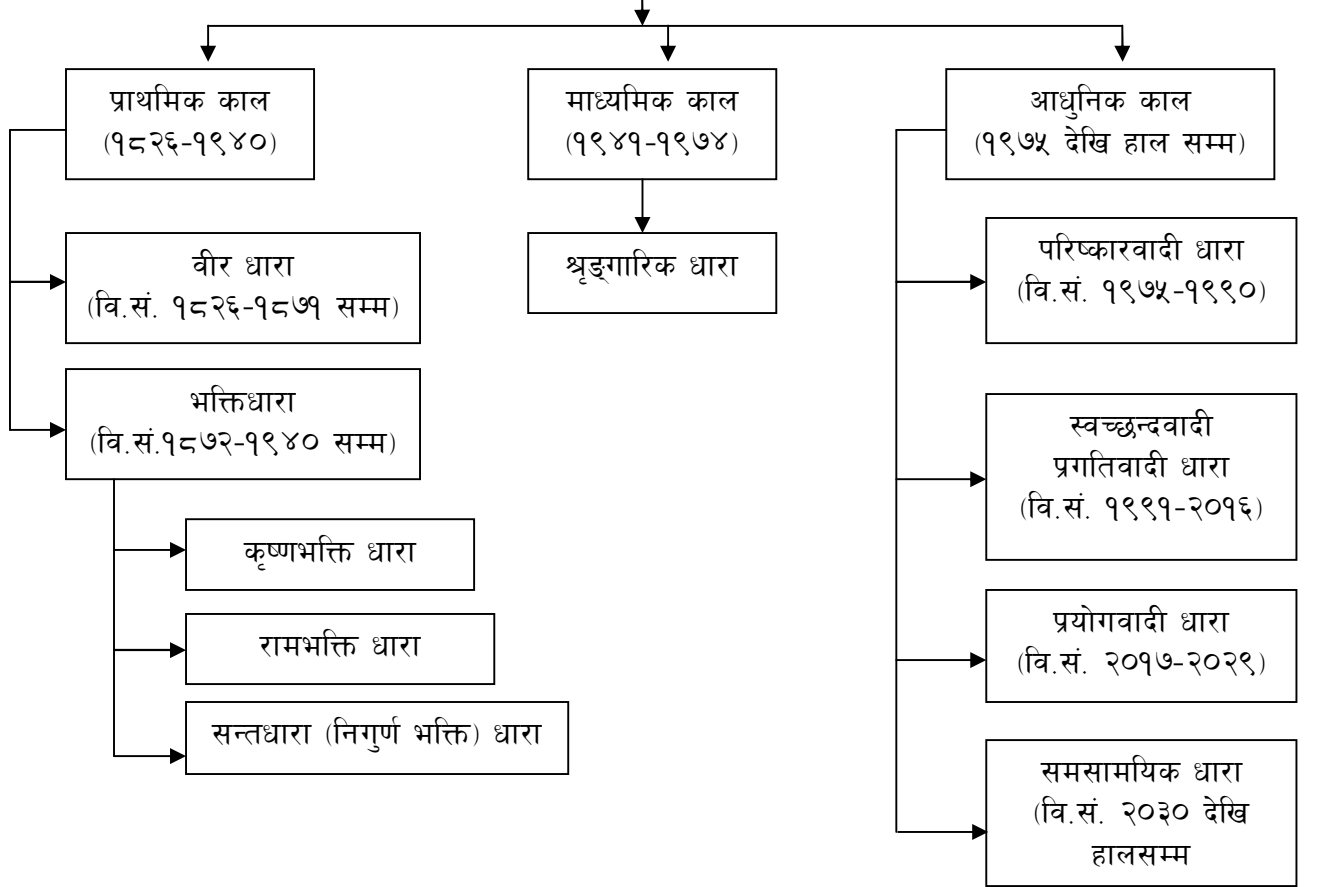 प्राथमिक काल
(१८२६-१९४०)
माध्यमिक काल
(१९४१-१९७४)
आधुनिक काल
(१९७५ देखि हाल सम्म)
वीर धारा
(वि.सं. १८२६-१८७१ सम्म)
श्रृङ्गारिक धारा
परिष्कारवादी धारा
(वि.सं. १९७५-१९९०)
भक्तिधारा
(वि.सं.१८७२-१९४० सम्म)
स्वच्छन्दवादी
प्रगतिवादी धारा
(वि.सं. १९९१-२०१६)
कृष्णभक्ति धारा
रामभक्ति धारा
सन्तधारा (निगुर्ण भक्ति) धारा
प्रयोगवादी धारा
(वि.सं. २०१७-२०२९)
समसामयिक धारा
(वि.सं. २०३० देखि
हालसम्म